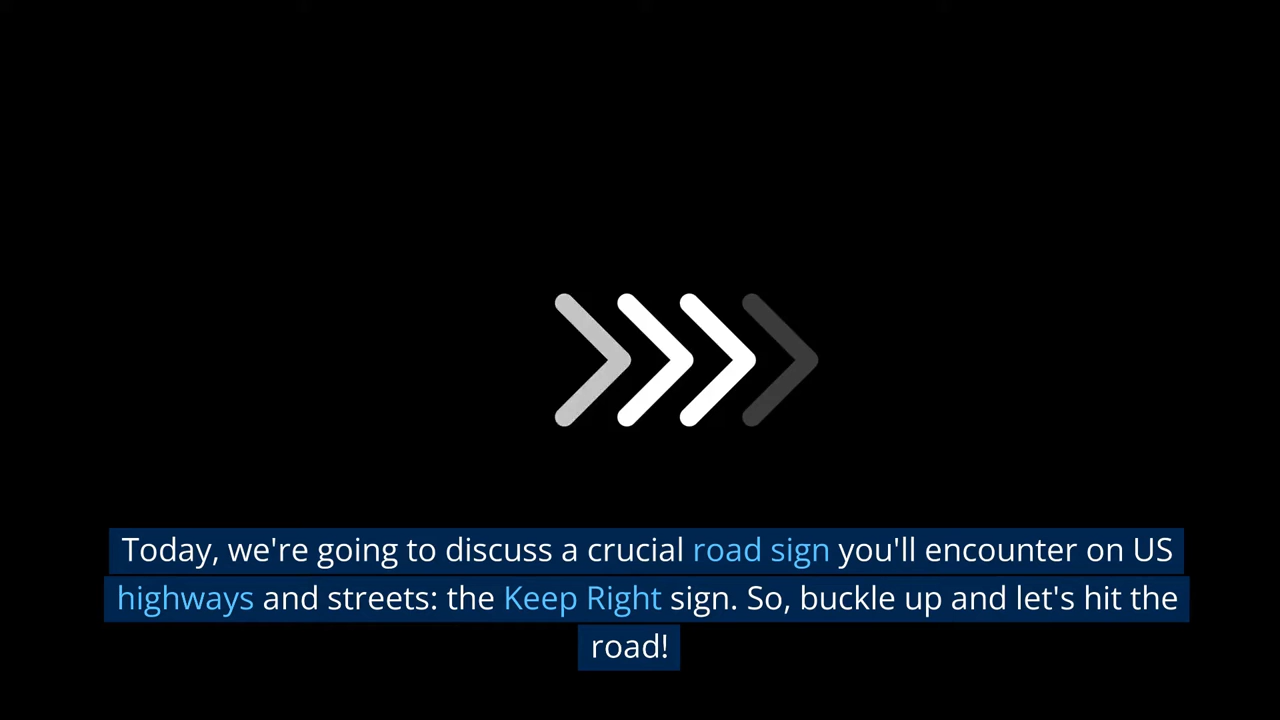 Today, we're going to discuss a crucial road sign you'll encounter on US
highways and streets: the Keep Right sign. So, buckle up and let's hit the
road!